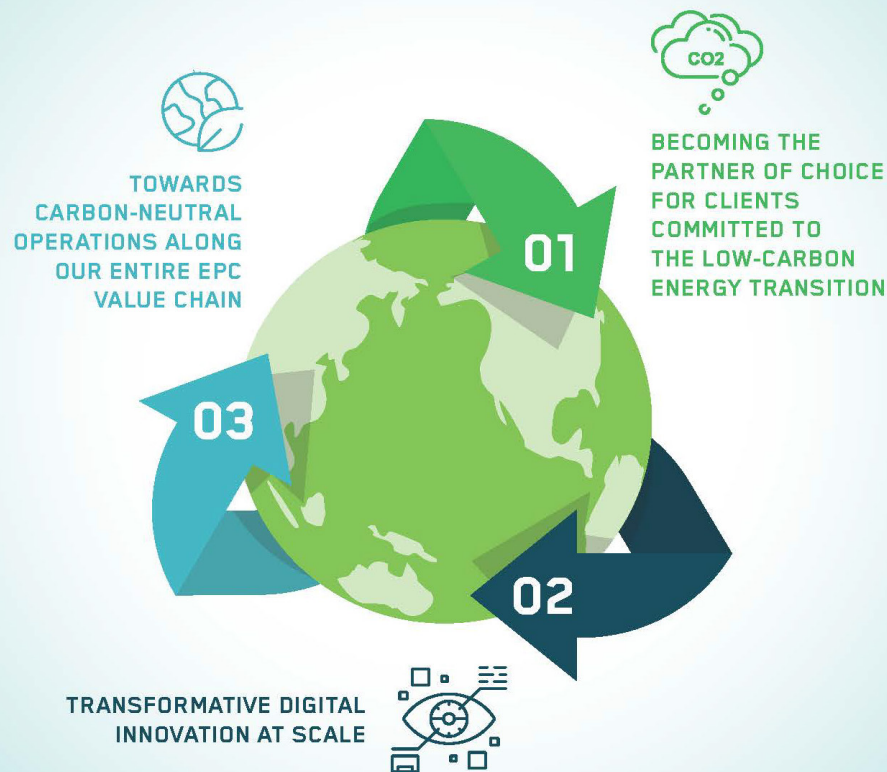 CO2
BECOMING THE
PARTNER OF CHOICE
FOR CLIENTS
COMMITTED TO
THE LOW-CARBON
ENERGY TRANSITION
01
TOWARDS
CARBON-NEUTRAL
OPERATIONS ALONG
OUR ENTIRE EPC
VALUE CHAIN
03
02
TRANSFORMATIVE DIGITAL
INNOVATION AT SCALE